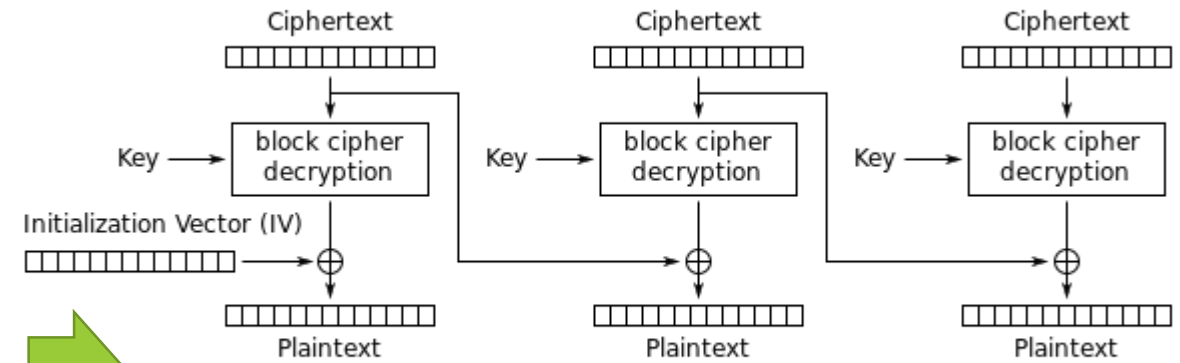 Ciphertext
Ciphertext
Ciphertext
Key
block cipher
decryption
Key
block cipher
decryption
Key
block cipher
decryption
Initialization Vector (IV)
Plaintext
Plaintext
Plaintext